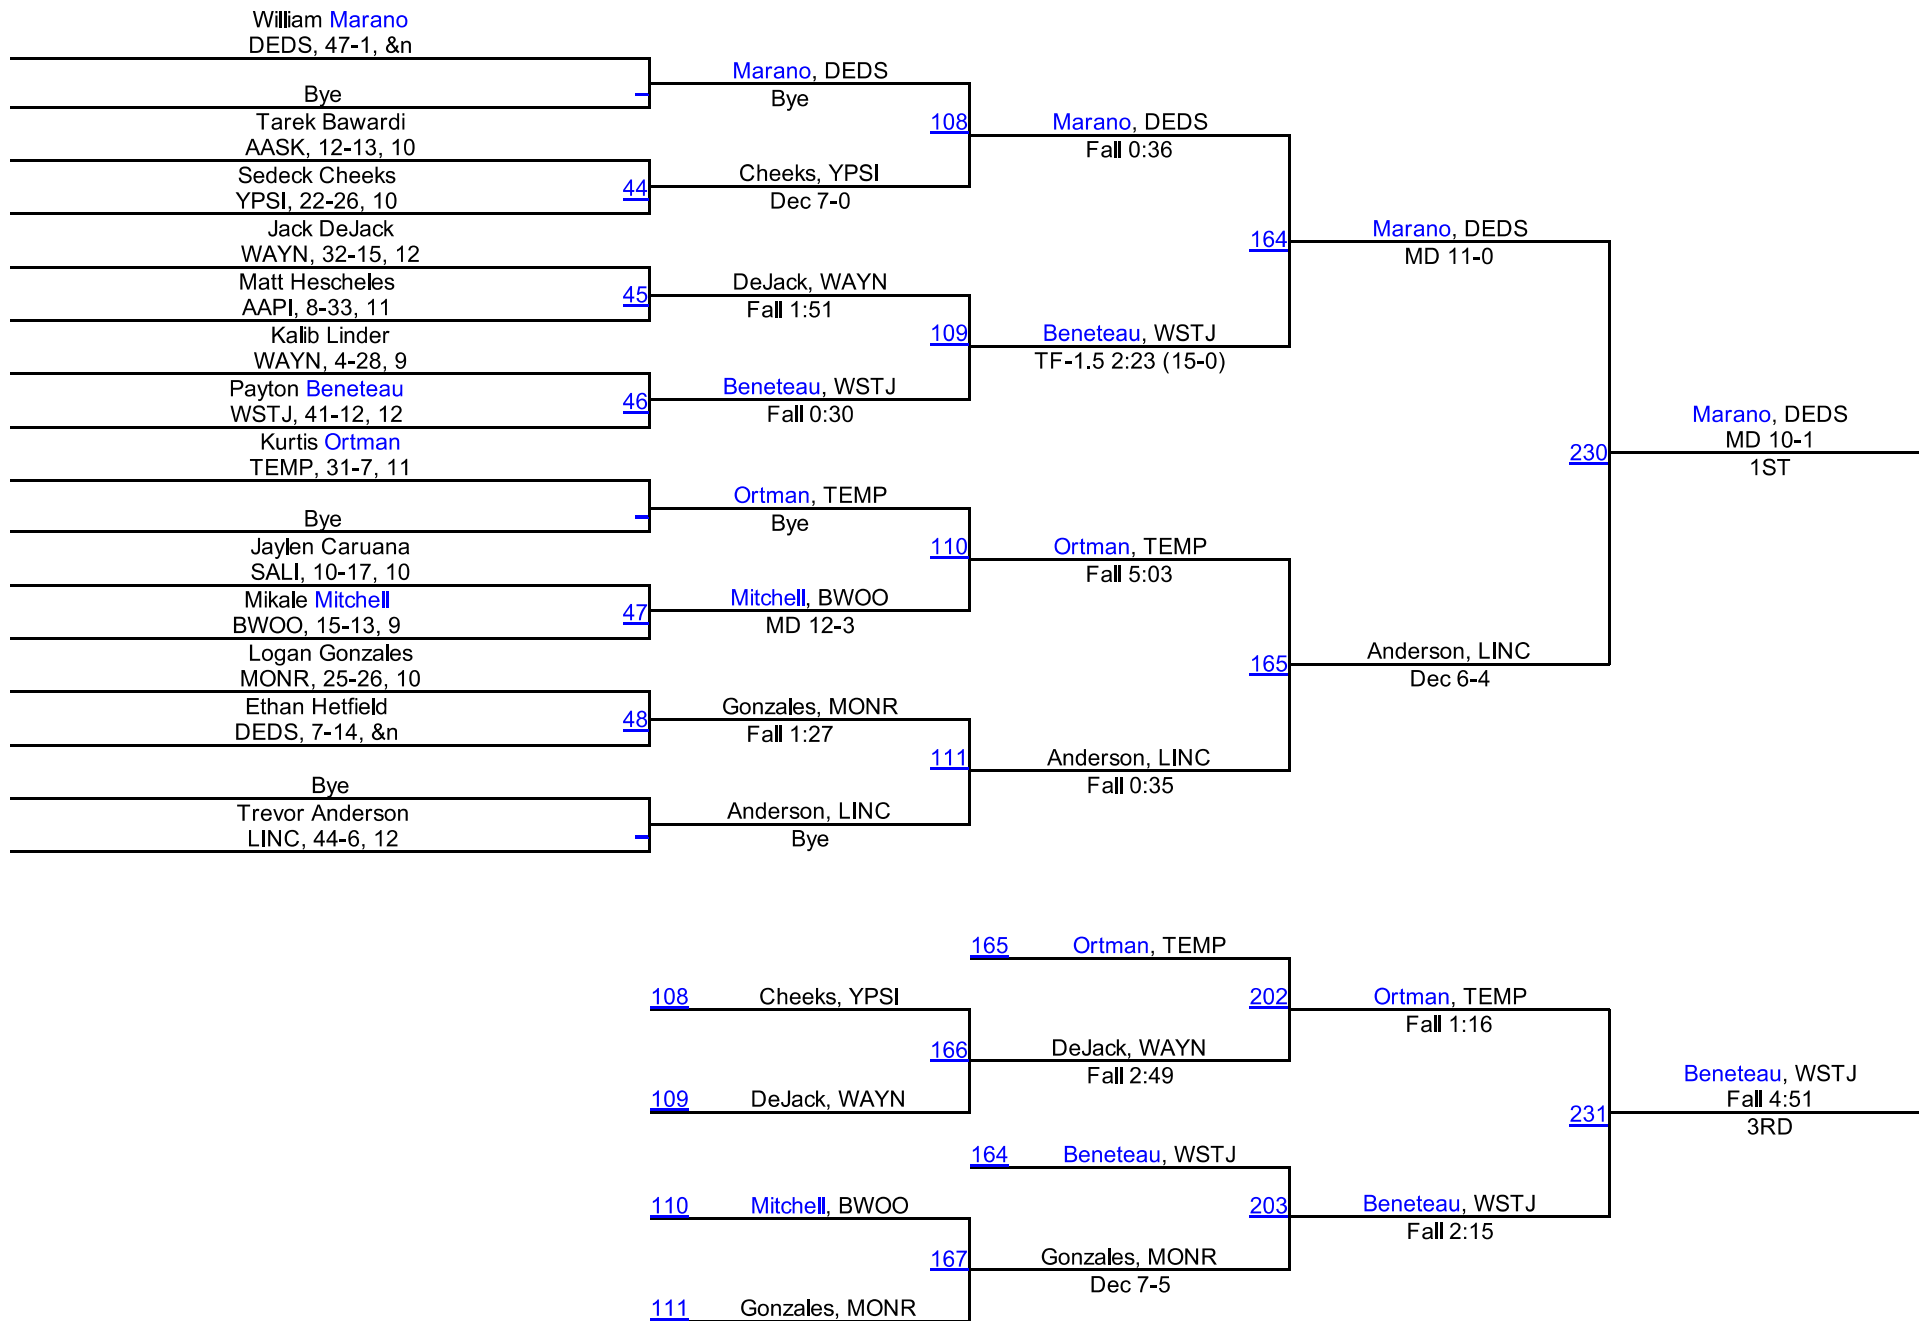 William Marano
DEDS, 47-1, &n
Bye
Tarek Bawardi
AASK, 12-13, 10
Sedeck Cheeks
YPSI, 22-26, 10
44
Jack DeJack
WAYN, 32-15, 12
Matt Hescheles
AAPI, 8-33, 11
45
Kalib Linder
WAYN, 4-28, 9
Payton Beneteau
WSTJ, 41-12, 12
46
Kurtis Ortman
TEMP, 31-7, 11
Bye
Jaylen Caruana
SALI, 10-17, 10
Mikale Mitchell
BWOO, 15-13, 9
47
Logan Gonzales
MONR, 25-26, 10
Ethan Hetfield
DEDS, 7-14, &n
48
Bye
Trevor Anderson
LINC, 44-6, 12
Marano, DEDS
Bye
108
Cheeks, YPSI
Dec 7-0
DeJack, WAYN
Fall 1:51
109
Beneteau, WSTJ
Fall 0:30
Ortman, TEMP
Bye
110
Mitchell, BWOO
MD 12-3
Gonzales, MONR
Fall 1:27
111
Anderson, LINC
Bye
Marano, DEDS
Fall 0:36
164
Beneteau, WSTJ
TF-1.5 2:23 (15-0)
Ortman, TEMP
Fall 5:03
165
Anderson, LINC
Fall 0:35
Marano, DEDS
MD 11-0
230
Anderson, LINC
Dec 6-4
Marano, DEDS
MD 10-1
1ST
108 Cheeks, YPSI
166
109 DeJack, WAYN
110 Mitchell, BWOO
167
111 Gonzales, MONR
165 Ortman, TEMP
202
DeJack, WAYN
Fall 2:49
164 Beneteau, WSTJ
203
Gonzales, MONR
Dec 7-5
Ortman, TEMP
Fall 1:16
231
Beneteau, WSTJ
Fall 2:15
Beneteau, WSTJ
Fall 4:51
3RD